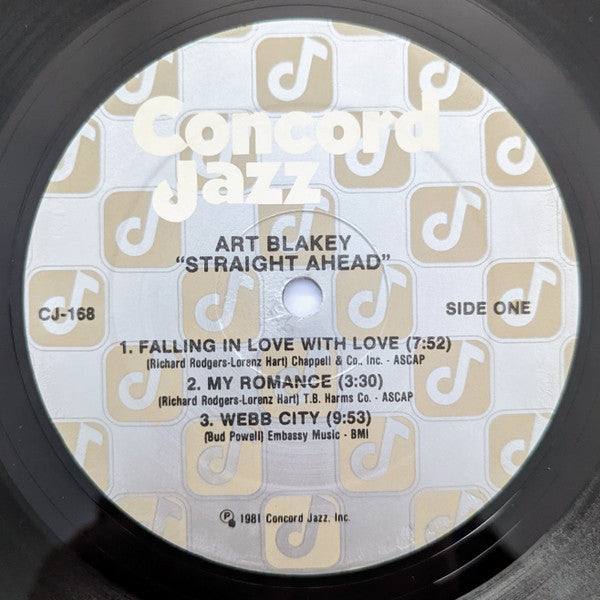 Concord
Jazz
ART BLAKEY
"STRAIGHT AHEAD"
CJ-168
SIDE ONE
1. FALLING IN LOVE WITH LOVE (7:52)
(Richard Rodgers-Lorenz Hart) Chappell & Co., Inc. - ASCAP
2. MY ROMANCE (3:30)
(Richard Rodgers-Lorenz Hart) T.B. Harms Co. - ASCAP
3. WEBB CITY (9:53)
(Bud Powell) Embassy Music - BMI
℗ 1981 Concord Jazz, Inc.